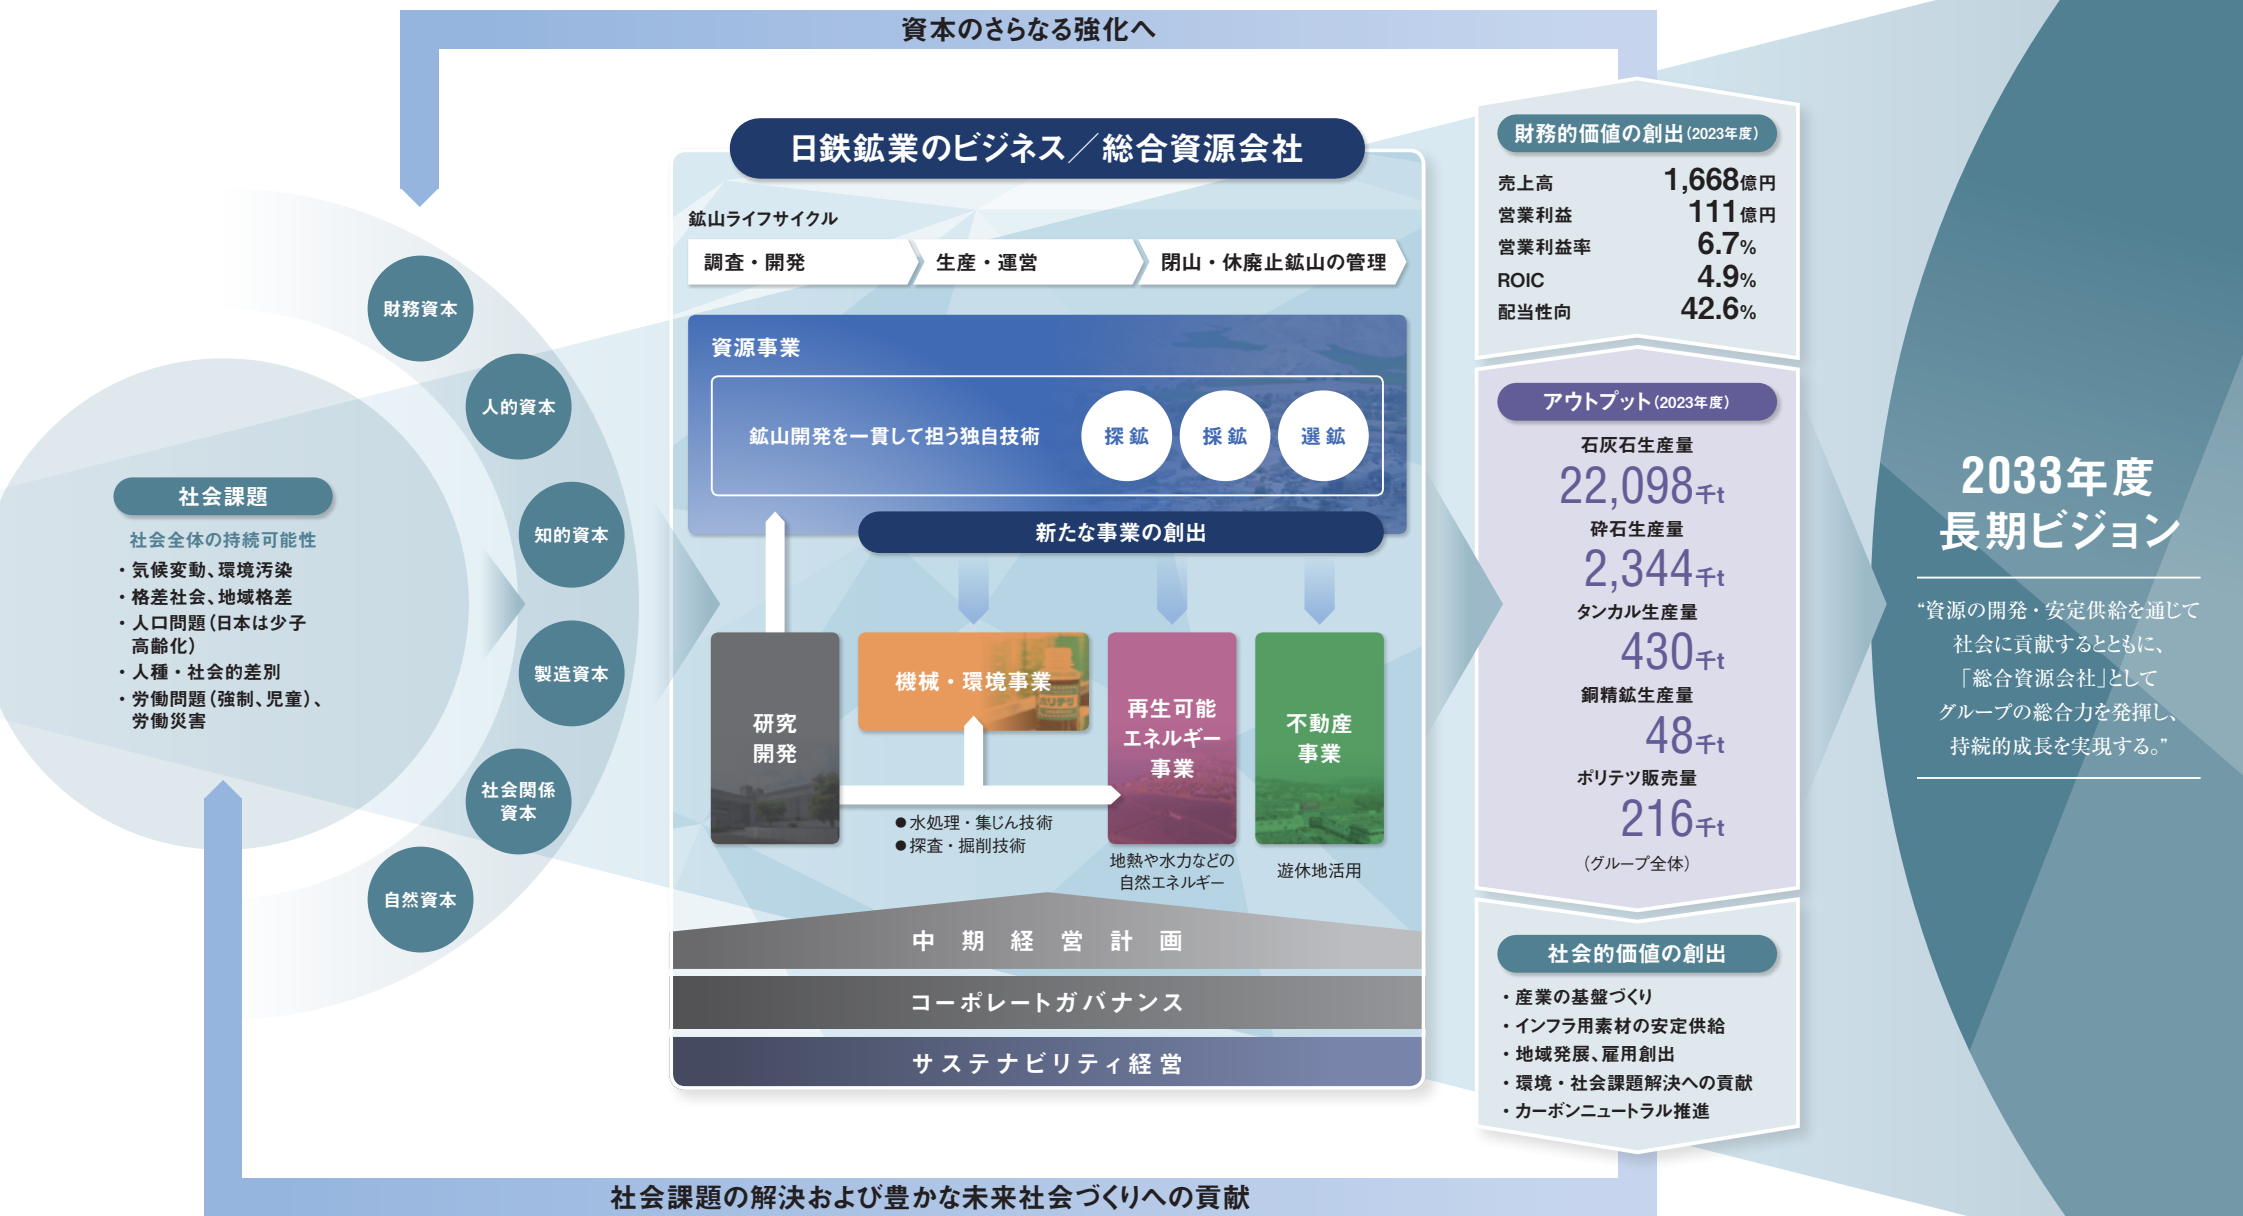 資本のさらなる強化へ
社会課題
社会全体の持続可能性
・気候変動、環境汚染
・格差社会、地域格差
・人口問題（日本は少子
高齢化）
・人種・社会的差別
・労働問題（強制、児童）、
労働災害
財務資本
人的資本
知的資本
製造資本
社会関係
資本
自然資本
日鉄鉱業のビジネス／総合資源会社
鉱山ライフサイクル
調査・開発
生産・運営
閉山・休廃止鉱山の管理
資源事業
鉱山開発を一貫して担う独自技術
探鉱
採鉱
選鉱
新たな事業の創出
研究
開発
機械・環境事業
ポリテツ
●水処理・集じん技術
●探査・掘削技術
再生可能
エネルギー
事業
地熱や水力などの
自然エネルギー
不動産
事業
遊休地活用
中期経営計画
コーポレートガバナンス
サステナビリティ経営
財務的価値の創出（2023年度）
売上高 1,668億円
営業利益 111億円
営業利益率 6.7%
ROIC 4.9%
配当性向 42.6%
アウトプット（2023年度）
石灰石生産量
22,098千t
砕石生産量
2,344千t
タンカル生産量
430千t
銅精鉱生産量
48千t
ポリテツ販売量
216千t
（グループ全体）
社会的価値の創出
・産業の基盤づくり
・インフラ用素材の安定供給
・地域発展、雇用創出
・環境・社会課題解決への貢献
・カーボンニュートラル推進
2033年度
長期ビジョン
“資源の開発・安定供給を通じて
社会に貢献するとともに、
「総合資源会社」として
グループの総合力を発揮し、
持続的成長を実現する。”
社会課題の解決および豊かな未来社会づくりへの貢献